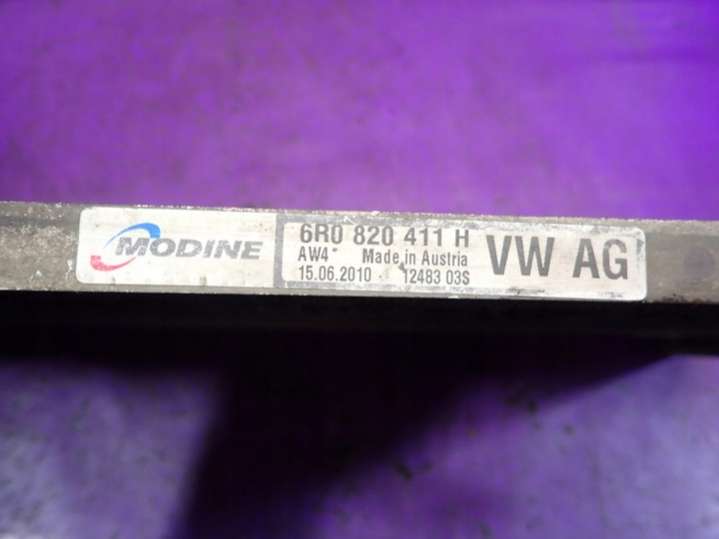 MODINE
6R0 820 411 H
AW4* Made in Austria
15.06.2010 12483 03S
VW AG